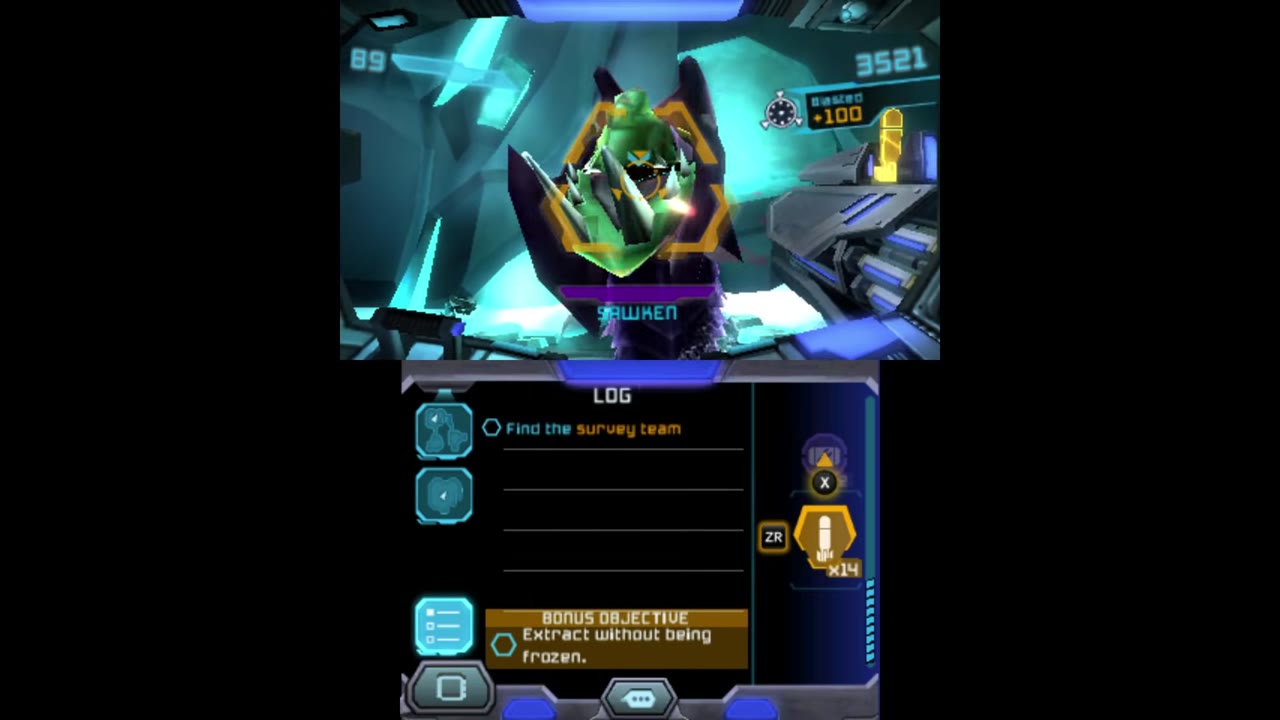 89
3521
Blasted
+100
SAWKEN
LOG
Find the survey team
X
ZR
x14
BONUS OBJECTIVE
Extract without being
frozen.